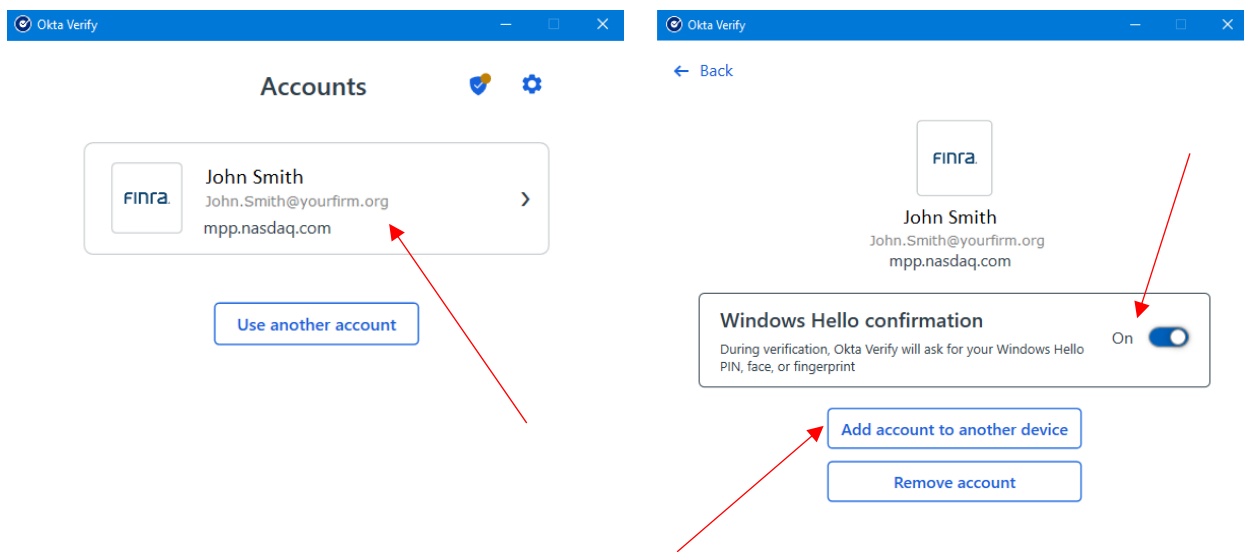 Okta Verify
Accounts
FINra.
John Smith
John.Smith@yourfirm.org
mpp.nasdaq.com
Use another account
Okta Verify
Back
FINra.
John Smith
John.Smith@yourfirm.org
mpp.nasdaq.com
Windows Hello confirmation
During verification, Okta Verify will ask for your Windows Hello
PIN, face, or fingerprint
On
Add account to another device
Remove account